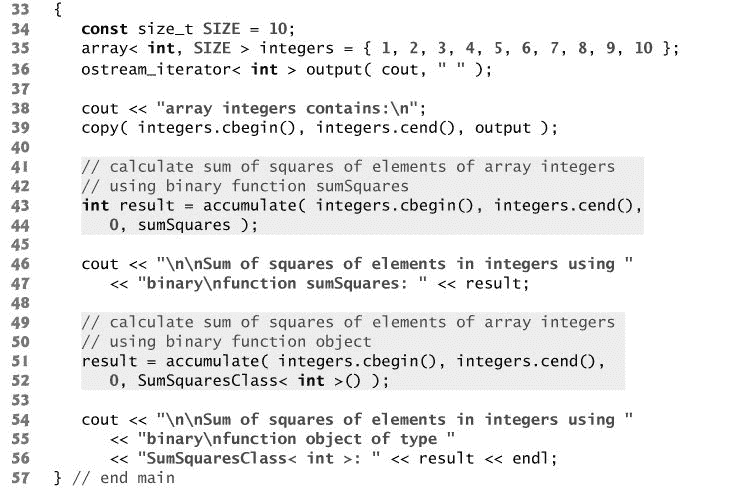 33 {
34 const size_t SIZE = 10;
35 array< int, SIZE > integers = { 1, 2, 3, 4, 5, 6, 7, 8, 9, 10 };
36 ostream_iterator< int > output( cout, " " );
37
38 cout << "array integers contains:\n";
39 copy( integers.cbegin(), integers.cend(), output );
40
41 // calculate sum of squares of elements of array integers
42 // using binary function sumSquares
43 int result = accumulate( integers.cbegin(), integers.cend(),
44 0, sumSquares );
45
46 cout << "\n\nSum of squares of elements in integers using "
47 << "binary\nfunction sumSquares: " << result;
48
49 // calculate sum of squares of elements of array integers
50 // using binary function object
51 result = accumulate( integers.cbegin(), integers.cend(),
52 0, SumSquaresClass< int >() );
53
54 cout << "\n\nSum of squares of elements in integers using "
55 << "binary\nfunction object of type "
56 << "SumSquaresClass< int >: " << result << endl;
57 } // end main